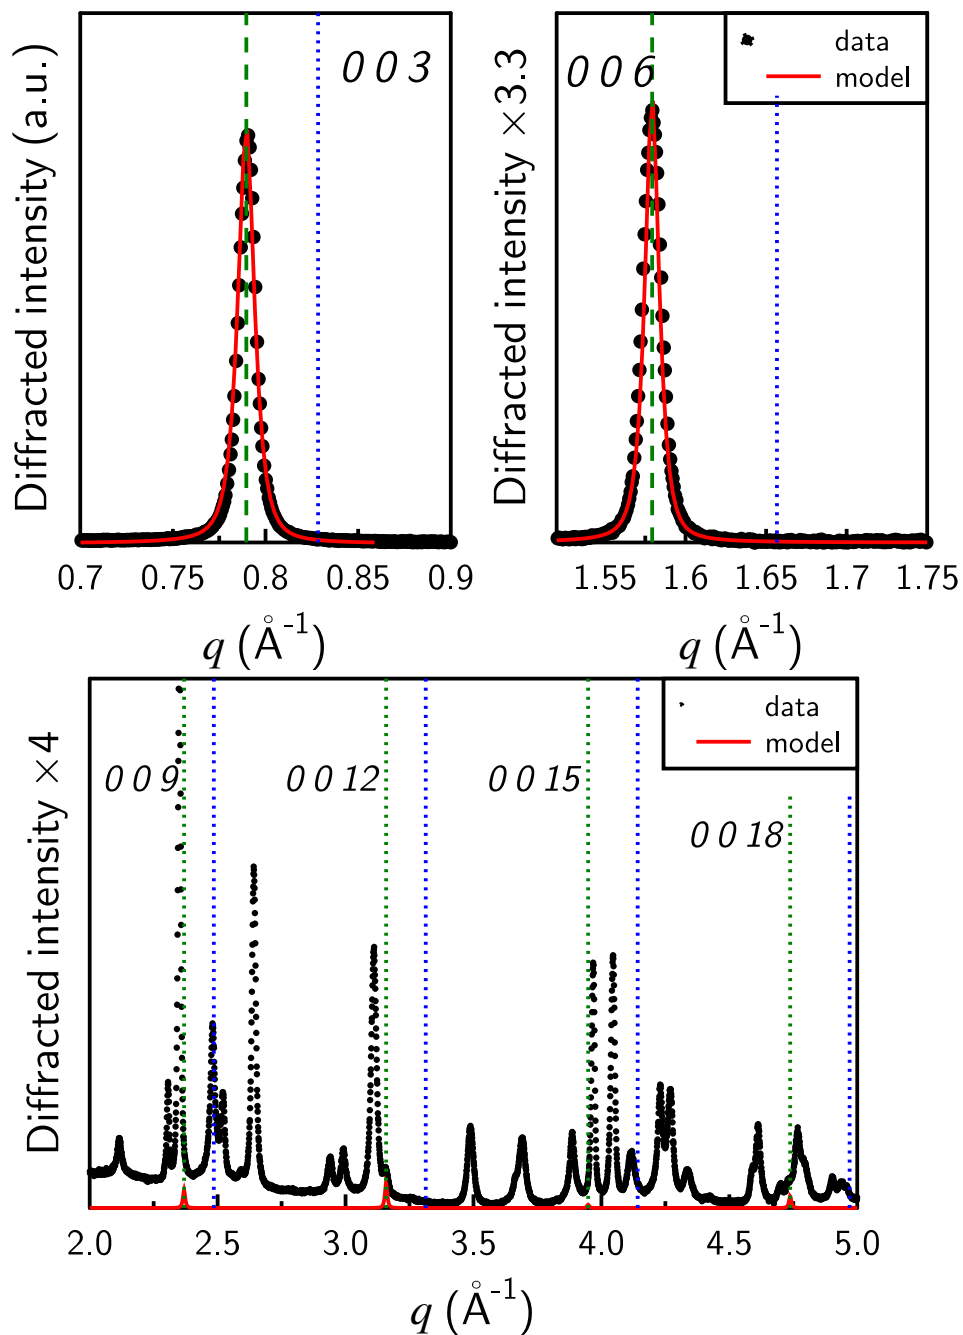 Diffracted intensity (a.u.)
0 0 3
0.7 0.75 0.8 0.85 0.9
q (Å-1)
Diffracted intensity ×3.3
0 0 6
data
model
1.55 1.6 1.65 1.7 1.75
q (Å-1)
Diffracted intensity ×4
0 0 9
0 0 12
0 0 15
0 0 18
data
model
2.0 2.5 3.0 3.5 4.0 4.5 5.0
q (Å-1)